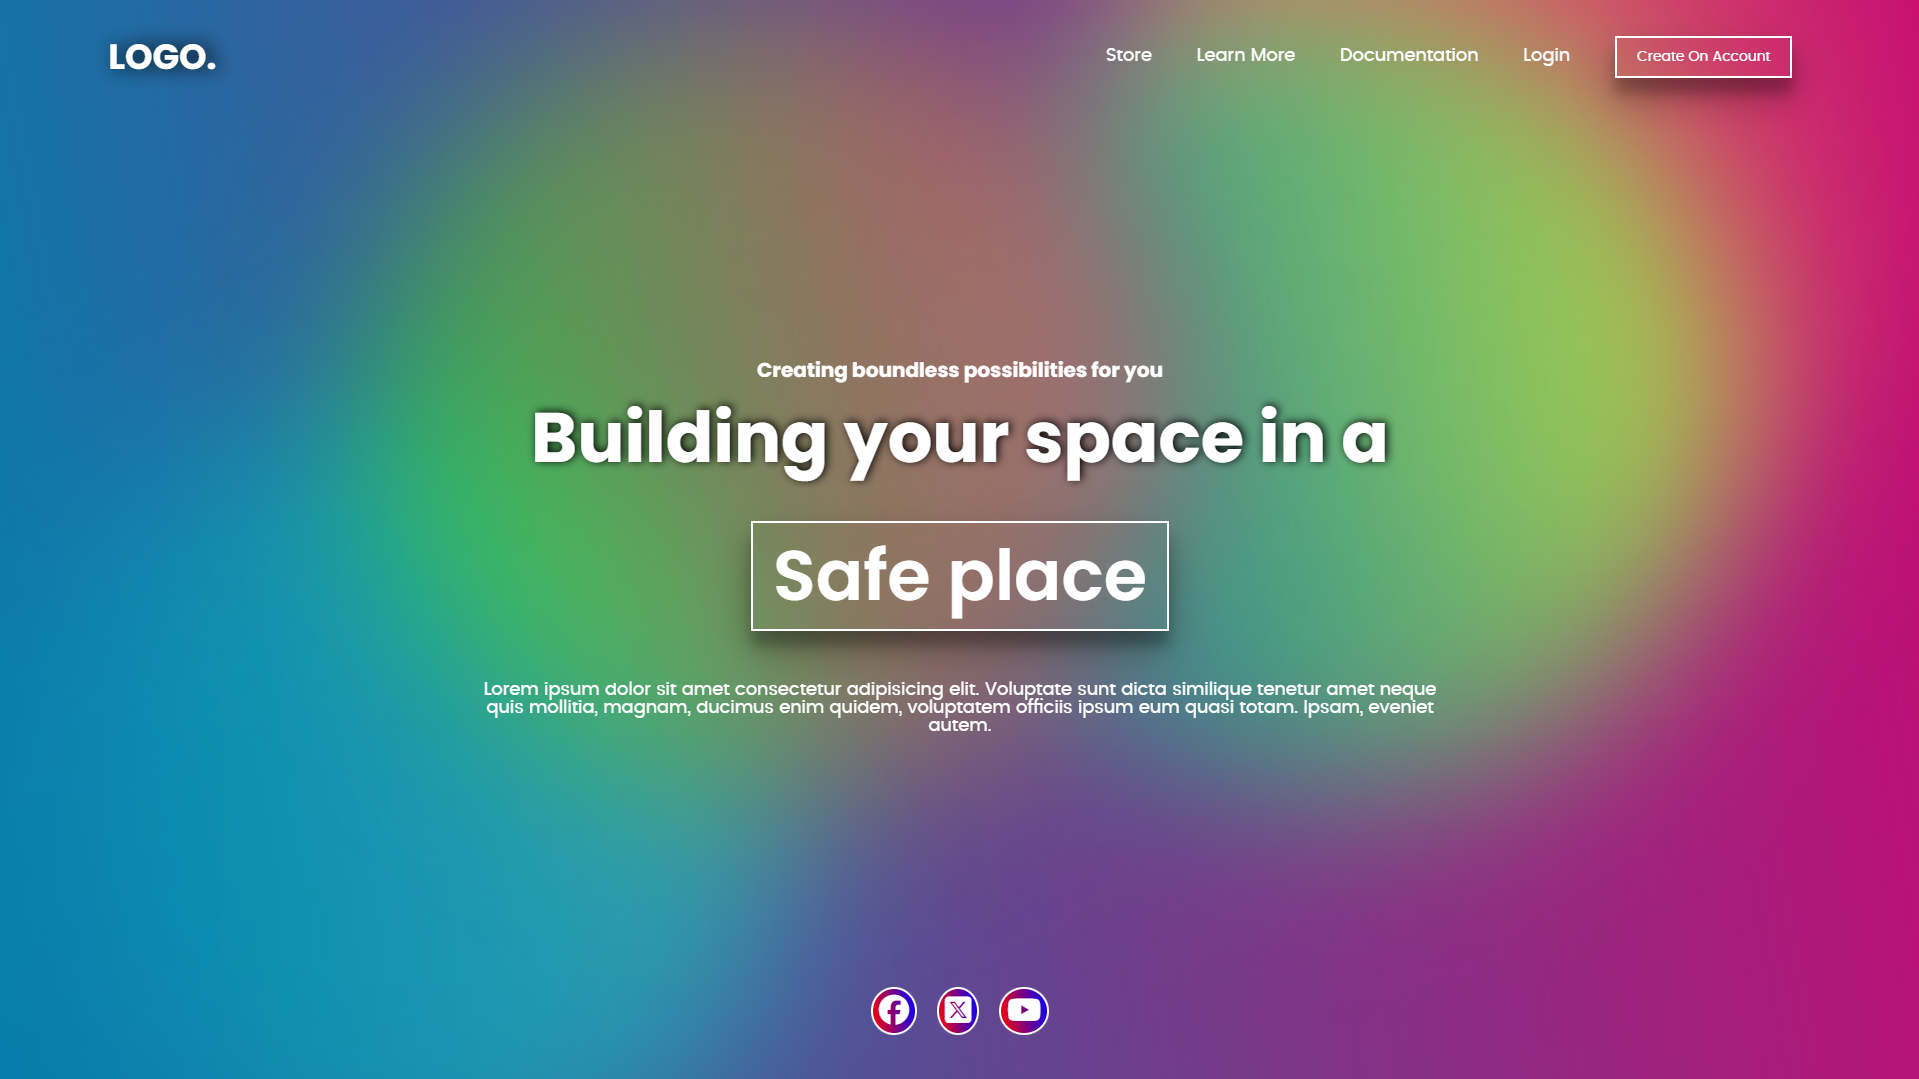 LOGO.
Store
Learn More
Documentation
Login
Create On Account
Creating boundless possibilities for you
Building your space in a
Safe place
Lorem ipsum dolor sit amet consectetur adipisicing elit. Voluptate sunt dicta similique tenetur amet neque
quis mollitia, magnam, ducimus enim quidem, voluptatem officiis ipsum eum quasi totam. Ipsam, eveniet
autem.